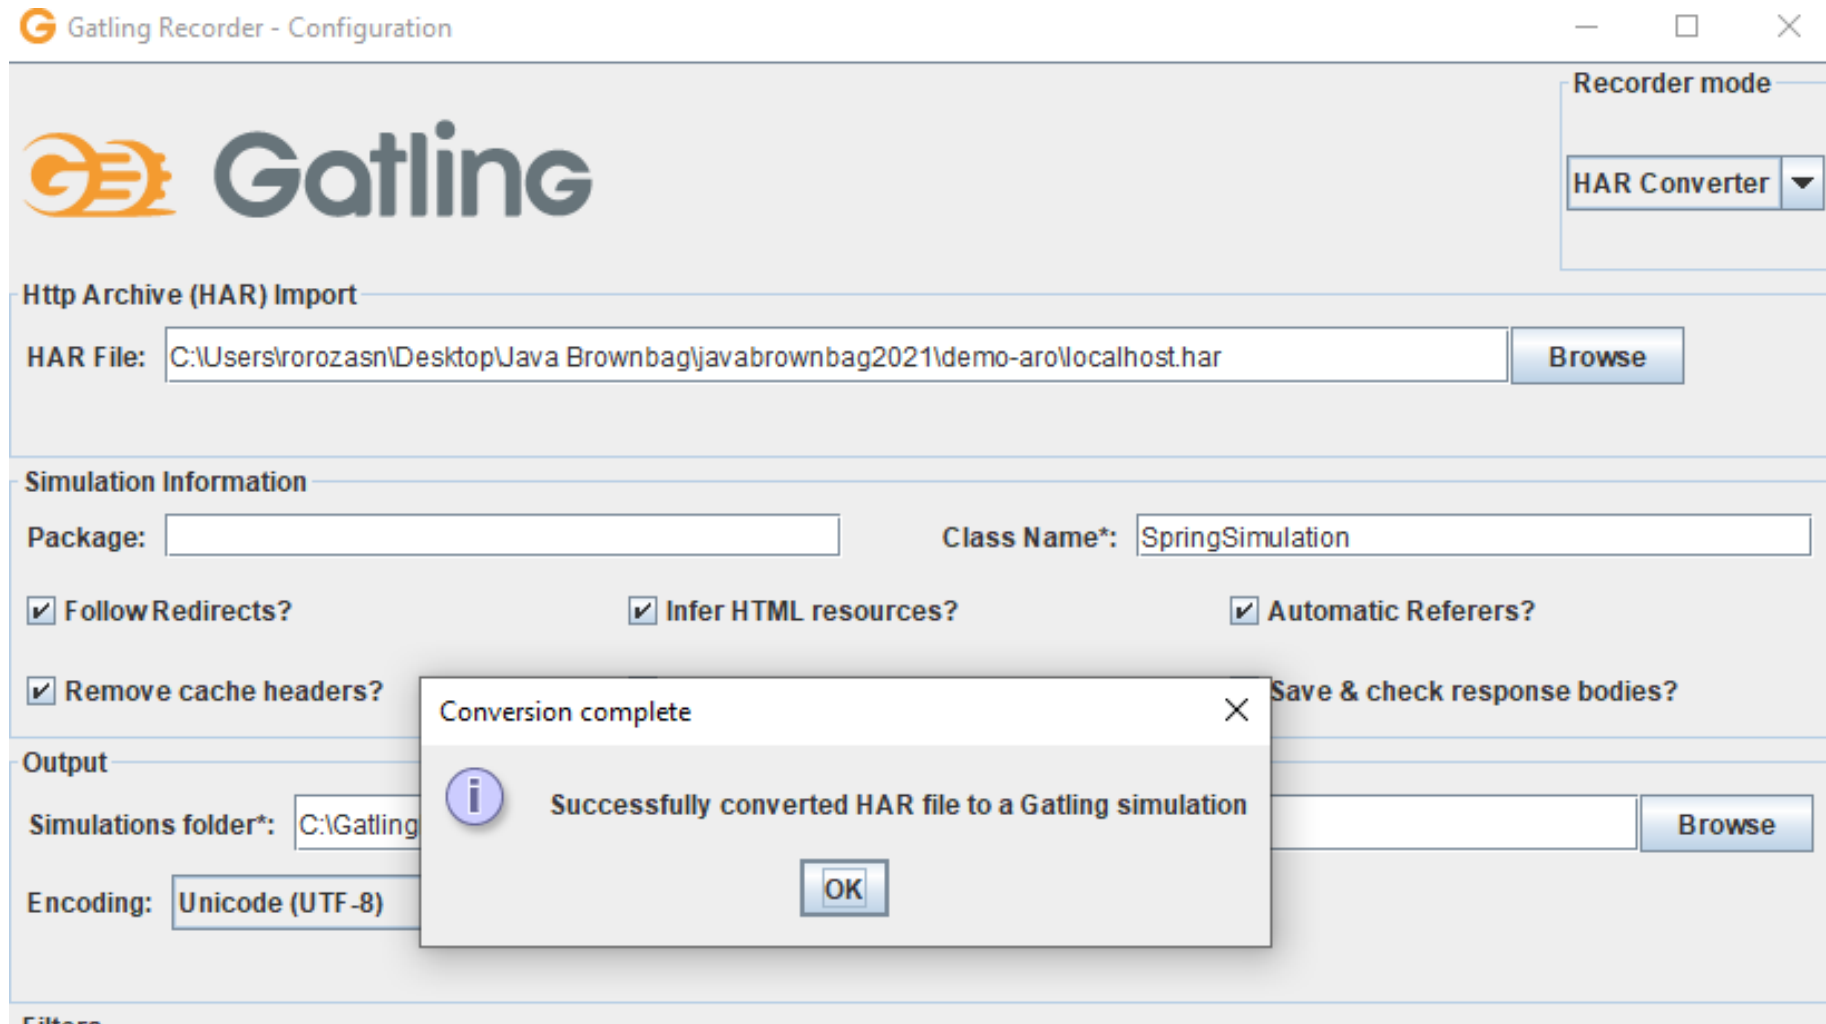 Gatling Recorder - Configuration
Recorder mode
Gatling
HAR Converter
Http Archive (HAR) Import
HAR File: C:\Users\rorozasn\Desktop\Java Brownbag\javabrownbag2021\demo-aro\localhost.har Browse
Simulation Information
Package: Class Name*: SpringSimulation
Follow Redirects? Infer HTML resources? Automatic Referers?
Remove cache headers? Save & check response bodies?
Conversion complete
Output
Successfully converted HAR file to a Gatling simulation
Simulations folder*: C:\Gatling Browse
OK
Encoding: Unicode (UTF-8)